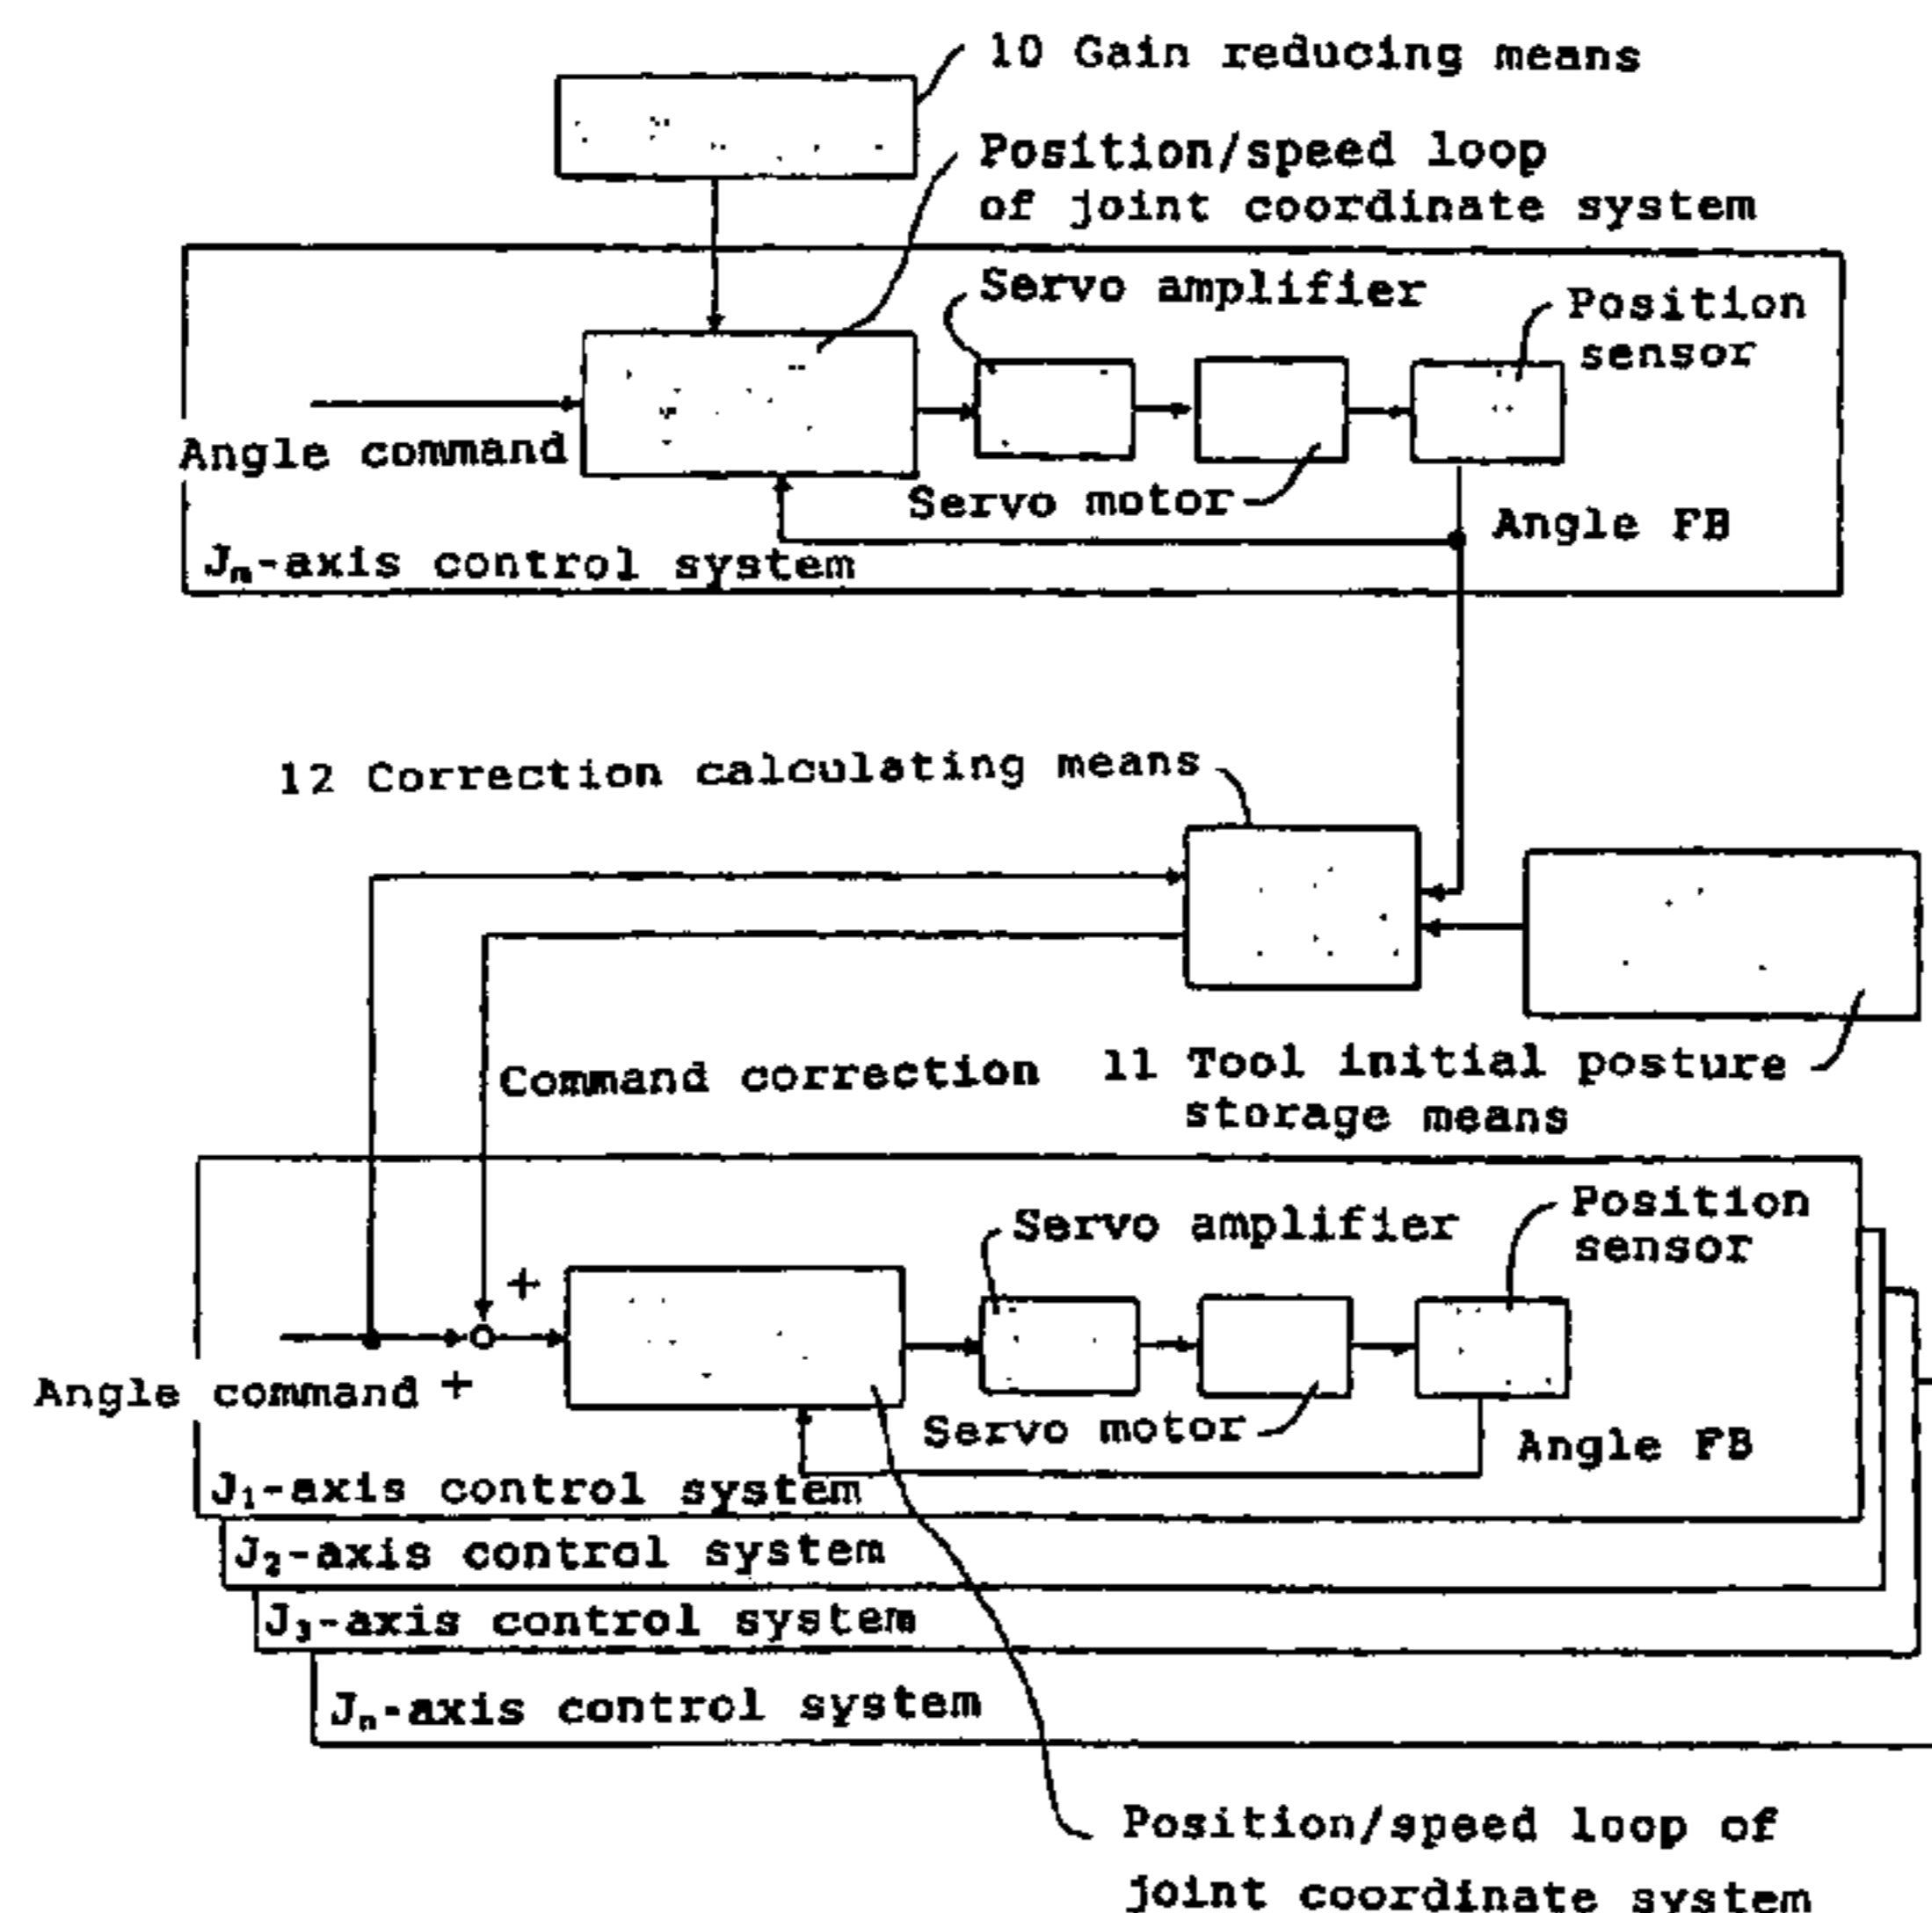 10 Gain reducing means
Position/speed loop
of joint coordinate system
Servo amplifier
Position
sensor
Angle command
Servo motor
Angle FB
Jm-axis control system
12 Correction calculating means
Command correction
11 Tool initial posture
storage means
Servo amplifier
Position
sensor
+
Angle command +
Servo motor
Angle FB
J1-axis control system
J2-axis control system
J3-axis control system
Jn-axis control system
Position/speed loop of
joint coordinate system